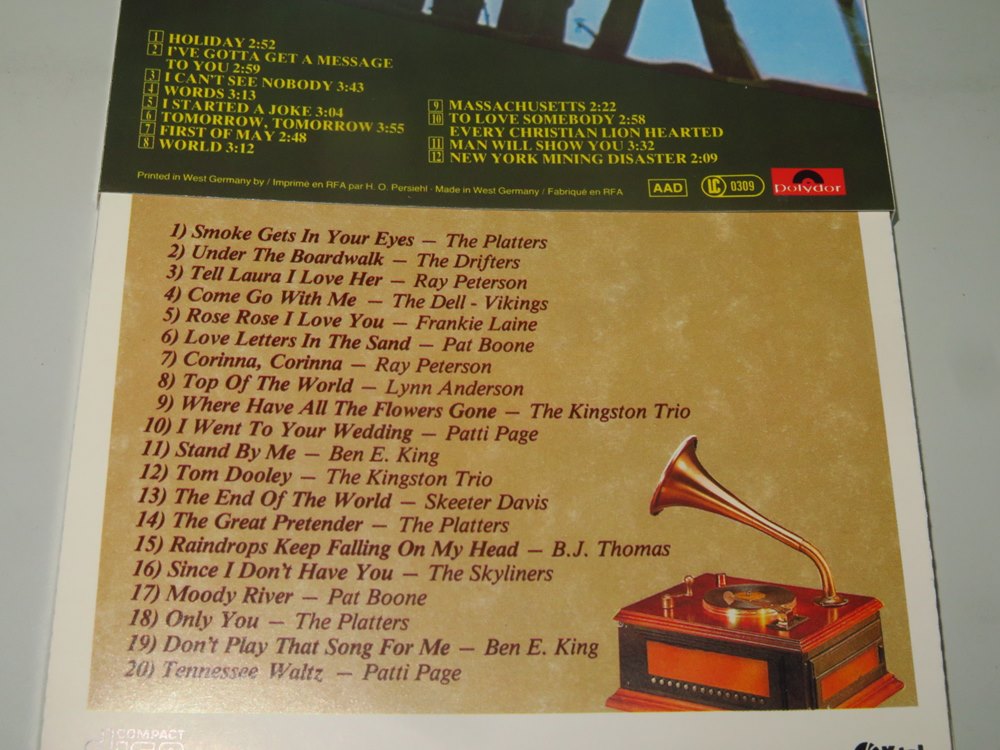 1 HOLIDAY 2:52
2 I'VE GOTTA GET A MESSAGE
TO YOU 2:59
3 I CAN'T SEE NOBODY 3:43
4 WORDS 3:13
5 I STARTED A JOKE 3:04
6 TOMORROW, TOMORROW 3:55
7 FIRST OF MAY 2:48
8 WORLD 3:12
9 MASSACHUSETTS 2:22
10 TO LOVE SOMEBODY 2:58
EVERY CHRISTIAN LION HEARTED
11 MAN WILL SHOW YOU 3:32
12 NEW YORK MINING DISASTER 2:09
Printed in West Germany by / Imprimé en RFA par H. O. Persiehl · Made in West Germany / Fabriqué en RFA
AAD
LC 0309
Polydor
1) Smoke Gets In Your Eyes — The Platters
2) Under The Boardwalk — The Drifters
3) Tell Laura I Love Her — Ray Peterson
4) Come Go With Me — The Dell - Vikings
5) Rose Rose I Love You — Frankie Laine
6) Love Letters In The Sand — Pat Boone
7) Corinna, Corinna — Ray Peterson
8) Top Of The World — Lynn Anderson
9) Where Have All The Flowers Gone — The Kingston Trio
10) I Went To Your Wedding — Patti Page
11) Stand By Me — Ben E. King
12) Tom Dooley — The Kingston Trio
13) The End Of The World — Skeeter Davis
14) The Great Pretender — The Platters
15) Raindrops Keep Falling On My Head — B.J. Thomas
16) Since I Don't Have You — The Skyliners
17) Moody River — Pat Boone
18) Only You — The Platters
19) Don't Play That Song For Me — Ben E. King
20) Tennessee Waltz — Patti Page
COMPACT